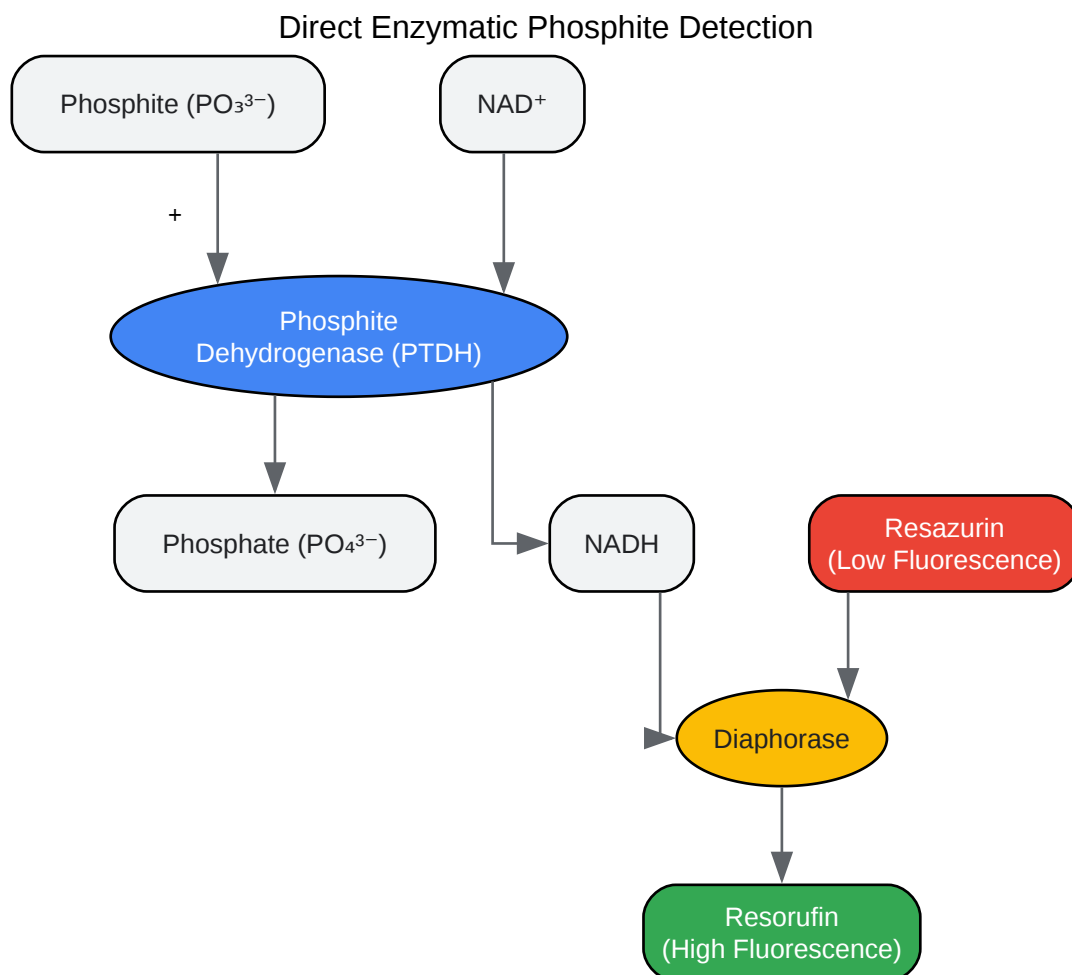 Direct Enzymatic Phosphite Detection
Phosphite (PO₃³⁻)
NAD⁺
+
Phosphite
Dehydrogenase (PTDH)
Phosphate (PO₄³⁻)
NADH
Resazurin
(Low Fluorescence)
Diaphorase
Resorufin
(High Fluorescence)